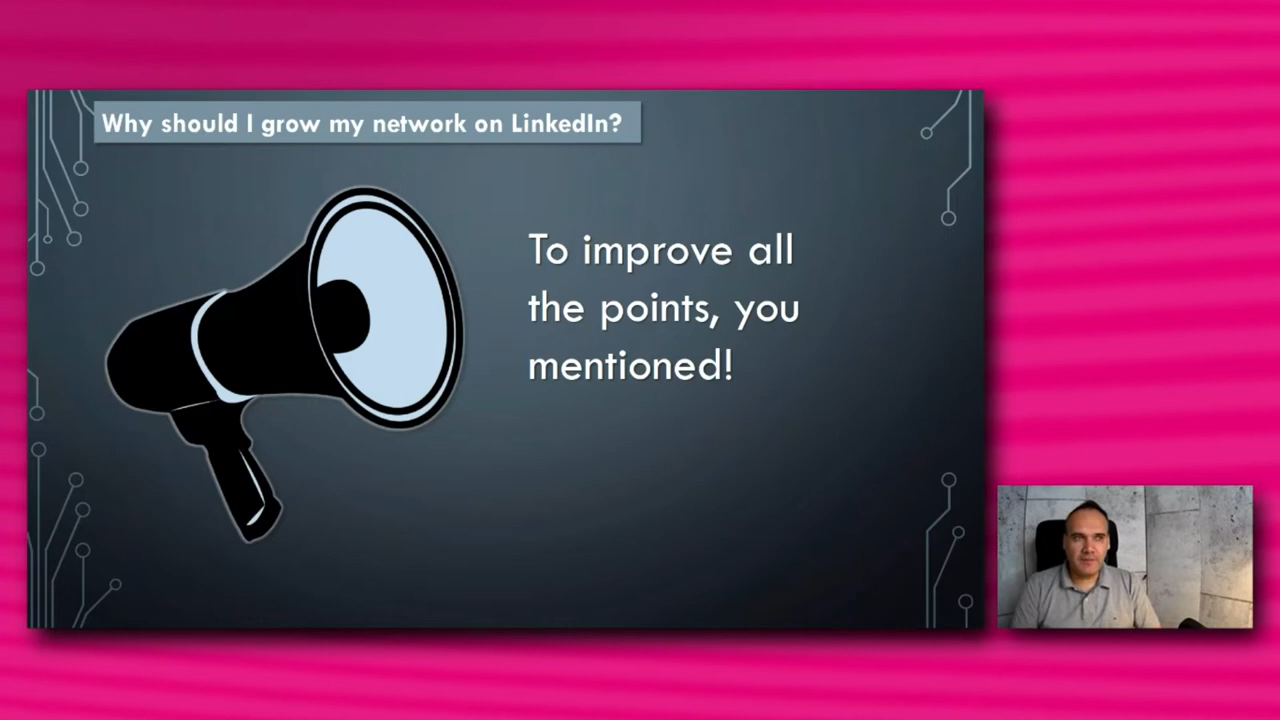 Why should I grow my network on LinkedIn?
To improve all
the points, you
mentioned!